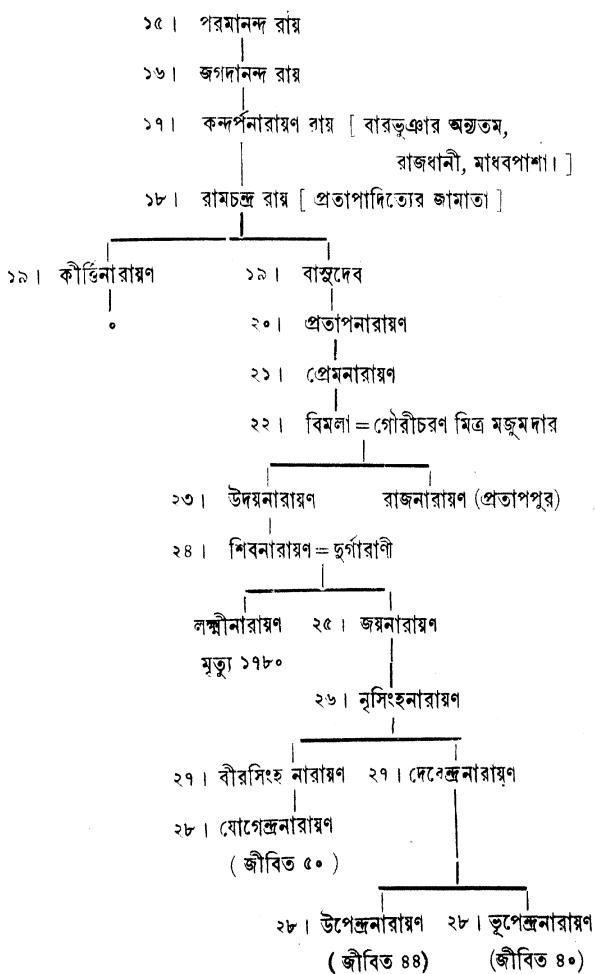 ১৫। পরমানন্দ রায়
১৬। জগদানন্দ রায়
১৭। কন্দর্পনারায়ণ রায় [ বারভূঞার অন্যতম,
রাজধানী, মাধবপাশা। ]
১৮। রামচন্দ্র রায় [ প্রতাপাদিত্যের জামাতা ]
১৯। কীর্ত্তিনারায়ণ ১৯। বাসুদেব
০
২০। প্রতাপনারায়ণ
২১। প্রেমনারায়ণ
২২। বিমলা = গৌরীচরণ মিত্র মজুমদার
২৩। উদয়নারায়ণ রাজনারায়ণ (প্রতাপপুর)
২৪। শিবনারায়ণ = দুর্গারাণী
লক্ষ্মীনারায়ণ ২৫। জয়নারায়ণ
মৃত্যু ১৭৮০
২৬। নৃসিংহনারায়ণ
২৭। বীরসিংহ নারায়ণ ২৭। দেবেন্দ্রনারায়ণ
২৮। যোগেন্দ্রনারায়ণ
( জীবিত ৫০ )
২৮। উপেন্দ্রনারায়ণ ২৮। ভূপেন্দ্রনারায়ণ
( জীবিত ৪৪ ) (জীবিত ৪০)